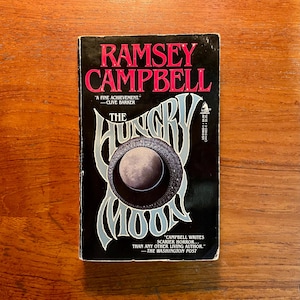 RAMSEY
CAMPBELL
"A FINE ACHIEVEMENT."
—CLIVE BARKER
THE
HUNGRY
MOON
"CAMPBELL WRITES
SCARIER HORROR...
THAN ANY OTHER LIVING AUTHOR."
—THE WASHINGTON POST